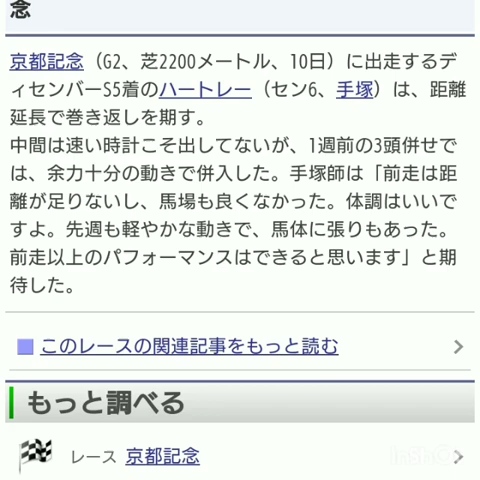 念
京都記念（G2、芝2200メートル、10日）に出走するデ
ィセンバーS5着のハートレー（セン6、手塚）は、距離
延長で巻き返しを期す。
中間は速い時計こそ出してないが、1週前の3頭併せで
は、余力十分の動きで併入した。手塚師は「前走は距
離が足りないし、馬場も良くなかった。体調はいいで
すよ。先週も軽やかな動きで、馬体に張りもあった。
前走以上のパフォーマンスはできると思います」と期
待した。
このレースの関連記事をもっと読む
もっと調べる
レース 京都記念